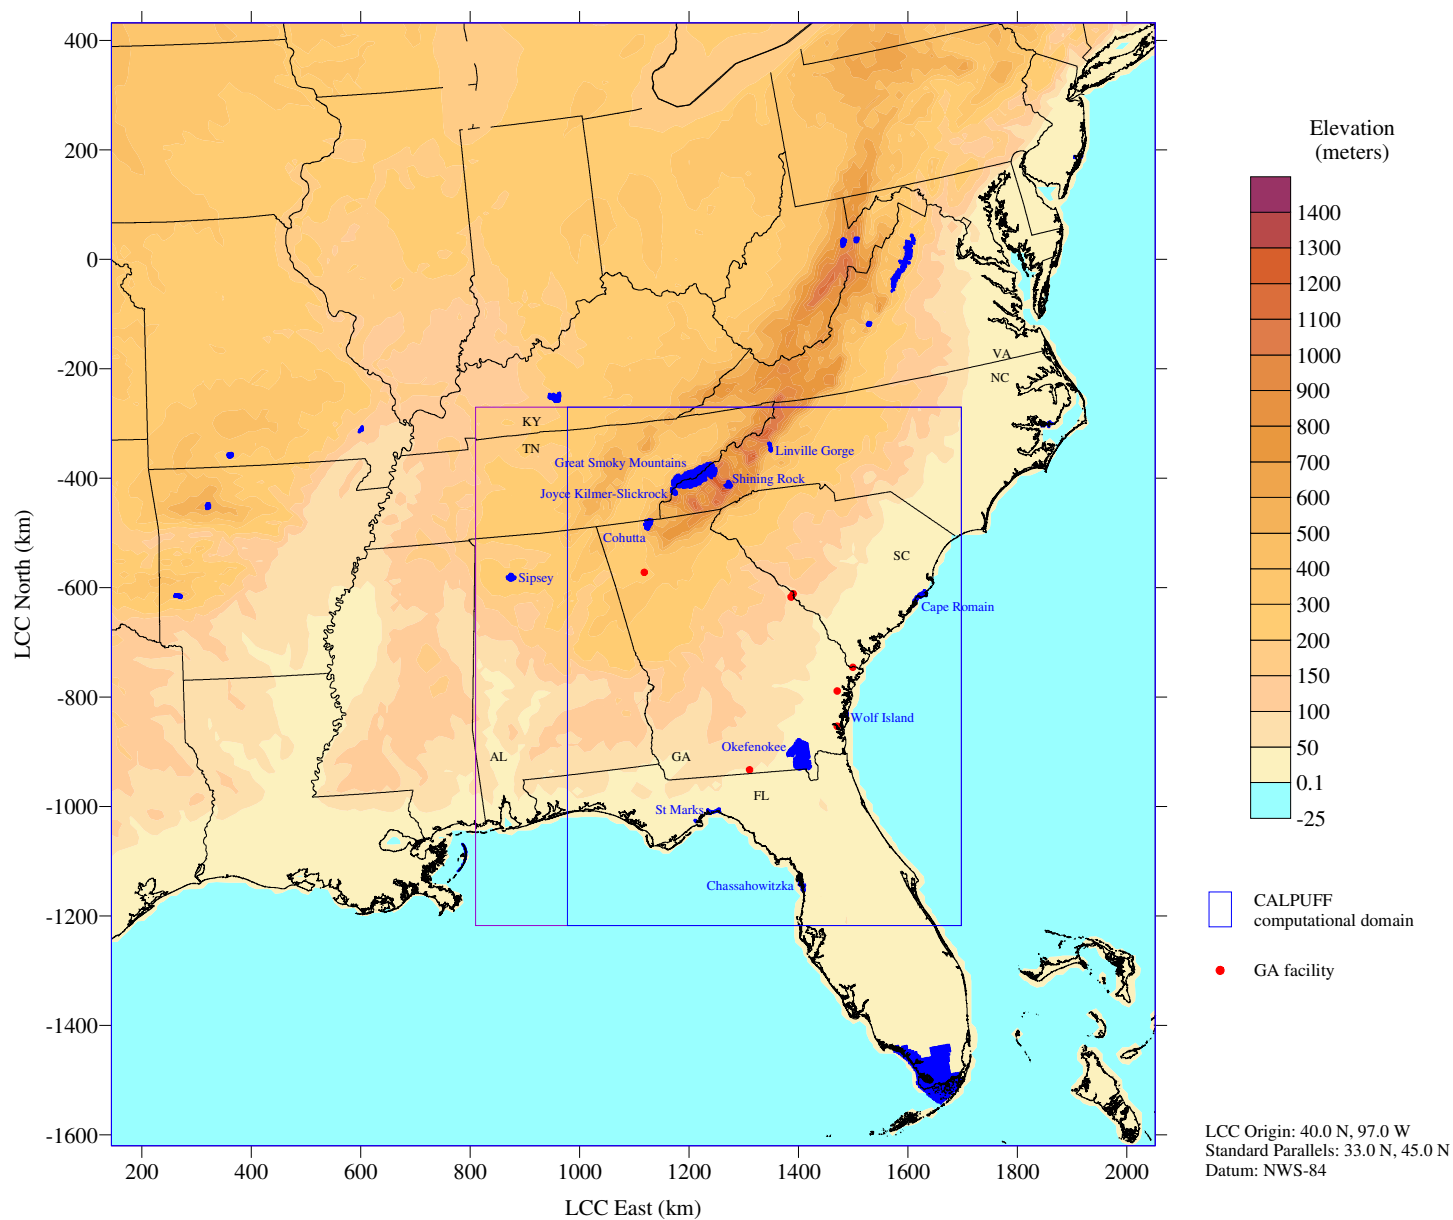 400
200
0
-200
-400
-600
-800
-1000
-1200
-1400
-1600
LCC North (km)
200
400
600
800
1000
1200
1400
1600
1800
2000
LCC East (km)
VA
NC
KY
TN
Great Smoky Mountains
Linville Gorge
Joyce Kilmer-Slickrock
Shining Rock
Cohutta
SC
Sipsey
Cape Romain
Wolf Island
Okefenokee
AL
GA
FL
St Marks
Chassahowitzka
Elevation
(meters)
1400
1300
1200
1100
1000
900
800
700
600
500
400
300
200
150
100
50
0.1
-25
CALPUFF
computational domain
GA facility
LCC Origin: 40.0 N, 97.0 W
Standard Parallels: 33.0 N, 45.0 N
Datum: NWS-84